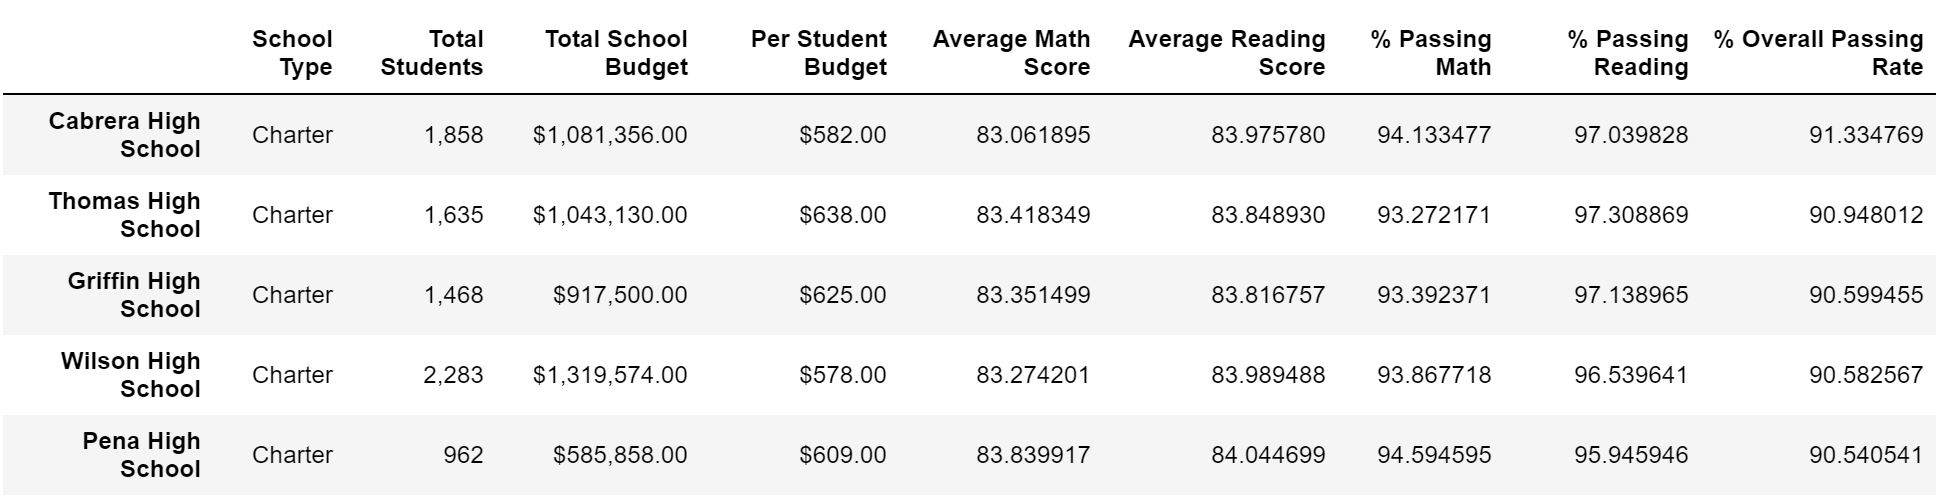 School Type Total Students Total School Budget Per Student Budget Average Math Score Average Reading Score % Passing Math % Passing Reading % Overall Passing Rate
Cabrera High School Charter 1,858 $1,081,356.00 $582.00 83.061895 83.975780 94.133477 97.039828 91.334769
Thomas High School Charter 1,635 $1,043,130.00 $638.00 83.418349 83.848930 93.272171 97.308869 90.948012
Griffin High School Charter 1,468 $917,500.00 $625.00 83.351499 83.816757 93.392371 97.138965 90.599455
Wilson High School Charter 2,283 $1,319,574.00 $578.00 83.274201 83.989488 93.867718 96.539641 90.582567
Pena High School Charter 962 $585,858.00 $609.00 83.839917 84.044699 94.594595 95.945946 90.540541